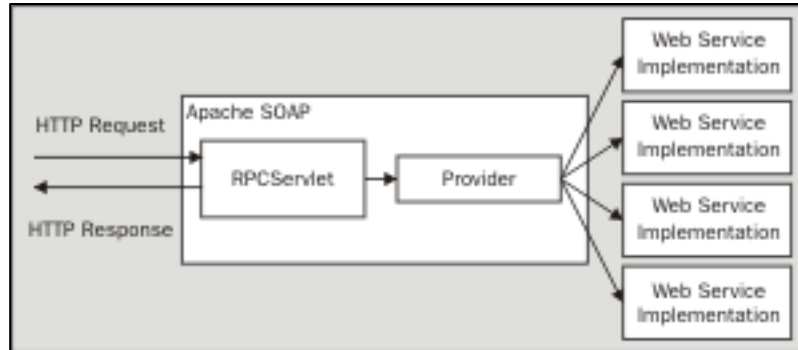 Apache SOAP
HTTP Request
RPCServlet
Provider
HTTP Response
Web Service
Implementation
Web Service
Implementation
Web Service
Implementation
Web Service
Implementation